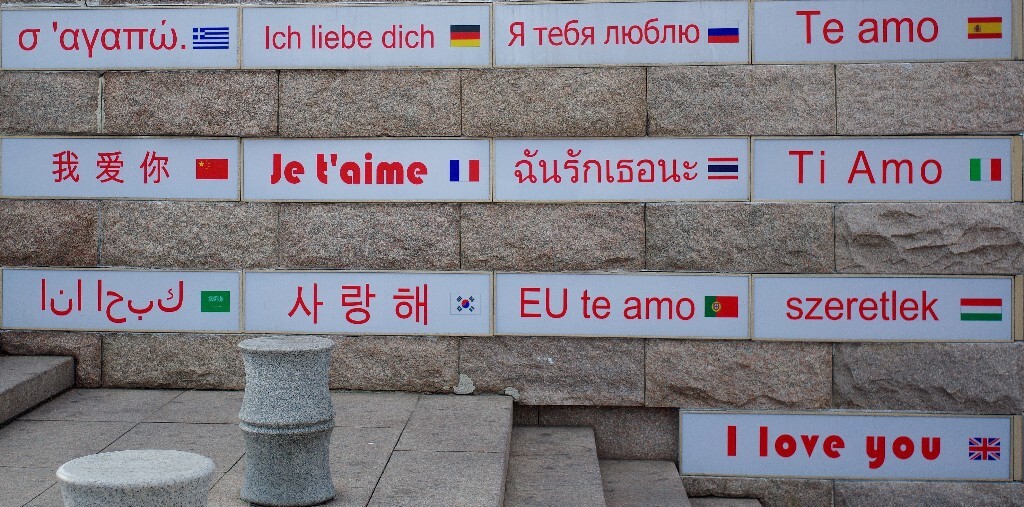 σ 'αγαπώ.
Ich liebe dich
Я тебя люблю
Te amo
我 爱 你
Je t'aime
ฉันรักเธอนะ
Ti Amo
كبحا انا
사 랑 해
EU te amo
szeretlek
I love you